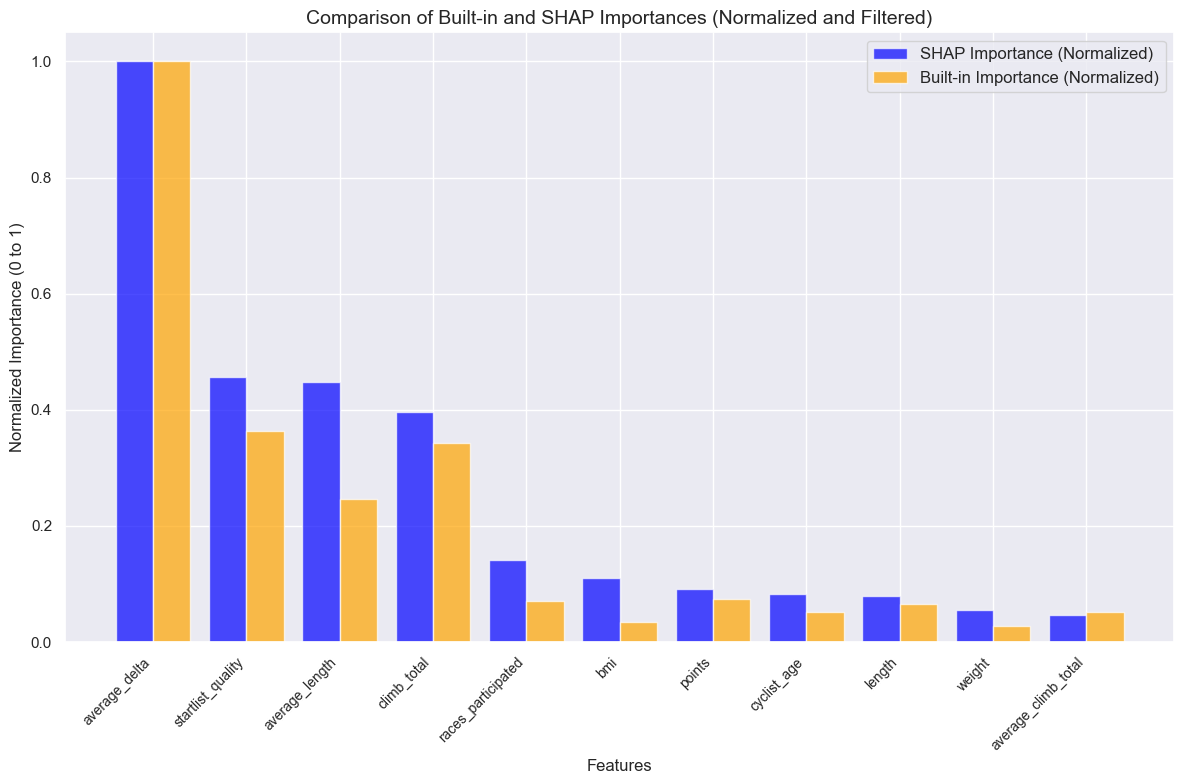 Comparison of Built-in and SHAP Importances (Normalized and Filtered)
SHAP Importance (Normalized)
Built-in Importance (Normalized)
Normalized Importance (0 to 1)
1.0
0.8
0.6
0.4
0.2
0.0
average_delta
startlist_quality
average_length
climb_total
races_participated
bmi
points
cyclist_age
length
weight
average_climb_total
Features